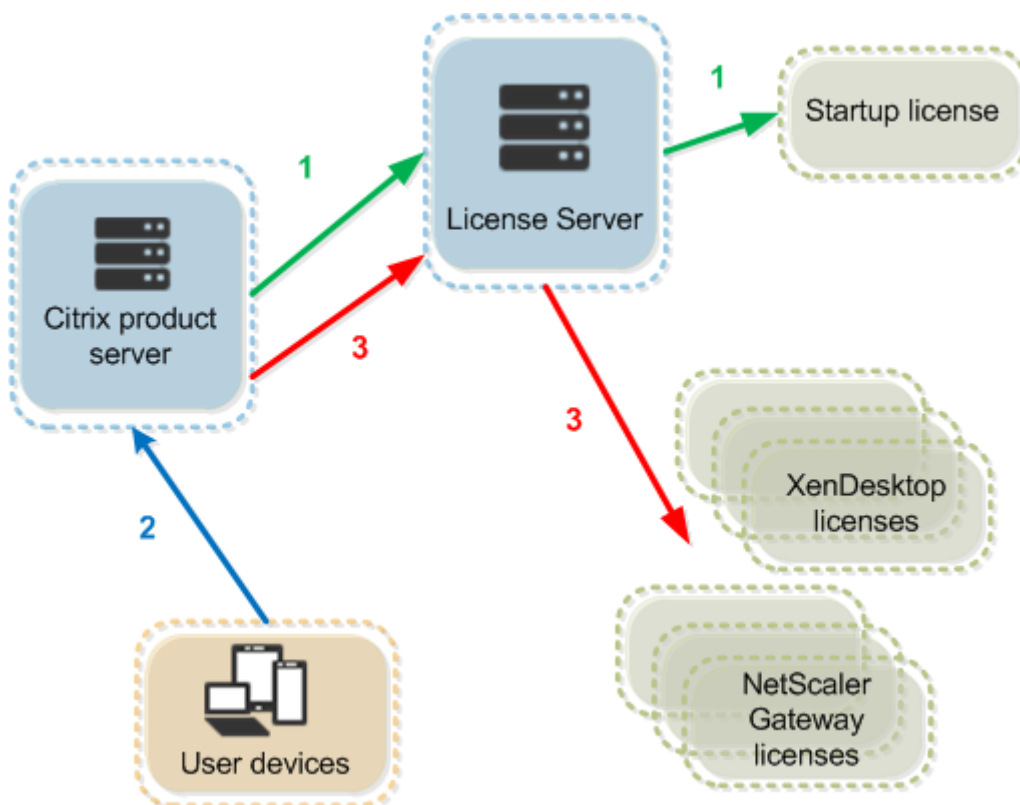 1
Startup license
1
License Server
Citrix product
server
3
3
XenDesktop
licenses
2
NetScaler
Gateway
licenses
User devices